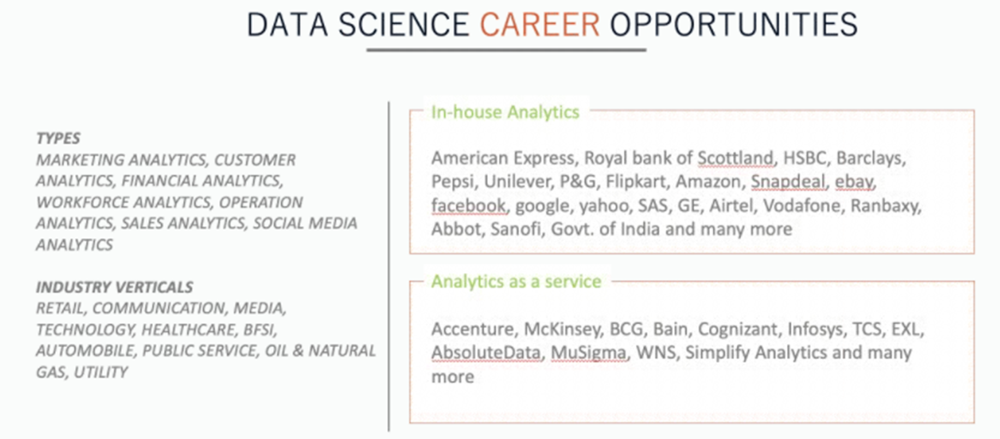 DATA SCIENCE CAREER OPPORTUNITIES
TYPES
MARKETING ANALYTICS, CUSTOMER
ANALYTICS, FINANCIAL ANALYTICS,
WORKFORCE ANALYTICS, OPERATION
ANALYTICS, SALES ANALYTICS, SOCIAL MEDIA
ANALYTICS
INDUSTRY VERTICALS
RETAIL, COMMUNICATION, MEDIA,
TECHNOLOGY, HEALTHCARE, BFSI,
AUTOMOBILE, PUBLIC SERVICE, OIL & NATURAL
GAS, UTILITY
In-house Analytics
American Express, Royal bank of Scottland, HSBC, Barclays,
Pepsi, Unilever, P&G, Flipkart, Amazon, Snapdeal, ebay,
facebook, google, yahoo, SAS, GE, Airtel, Vodafone, Ranbaxy,
Abbot, Sanofi, Govt. of India and many more
Analytics as a service
Accenture, McKinsey, BCG, Bain, Cognizant, Infosys, TCS, EXL,
AbsoluteData, MuSigma, WNS, Simplify Analytics and many
more